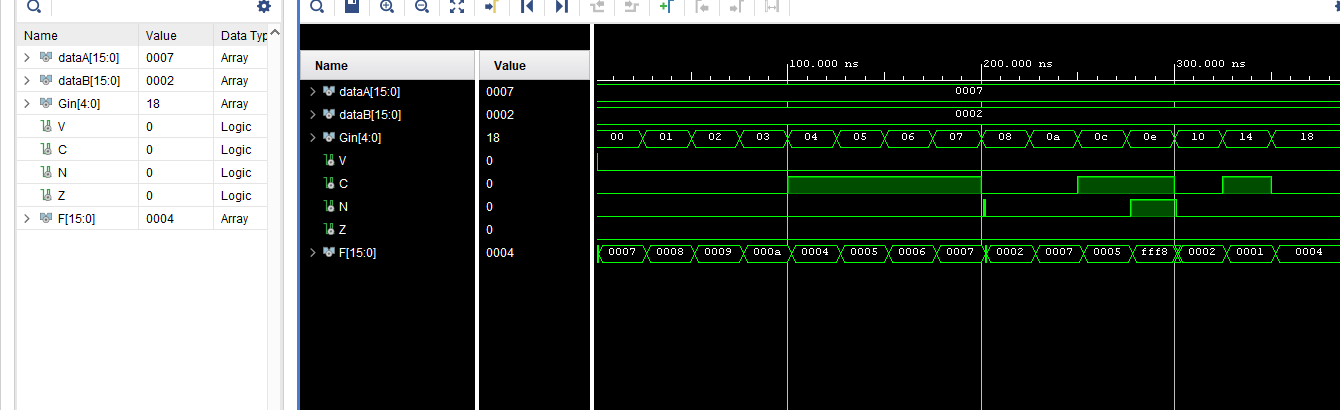 Name Value Data Typ
dataA[15:0] 0007 Array
dataB[15:0] 0002 Array
Gin[4:0] 18 Array
V 0 Logic
C 0 Logic
N 0 Logic
Z 0 Logic
F[15:0] 0004 Array
Name Value
100.000 ns 200.000 ns 300.000 ns
dataA[15:0] 0007 0007
dataB[15:0] 0002 0002
Gin[4:0] 18 00 01 02 03 04 05 06 07 08 0a 0c 0e 10 14 18
V 0
C 0
N 0
Z 0
F[15:0] 0004 0007 0008 0009 000a 0004 0005 0006 0007 0002 0007 0005 fff8 0002 0001 0004